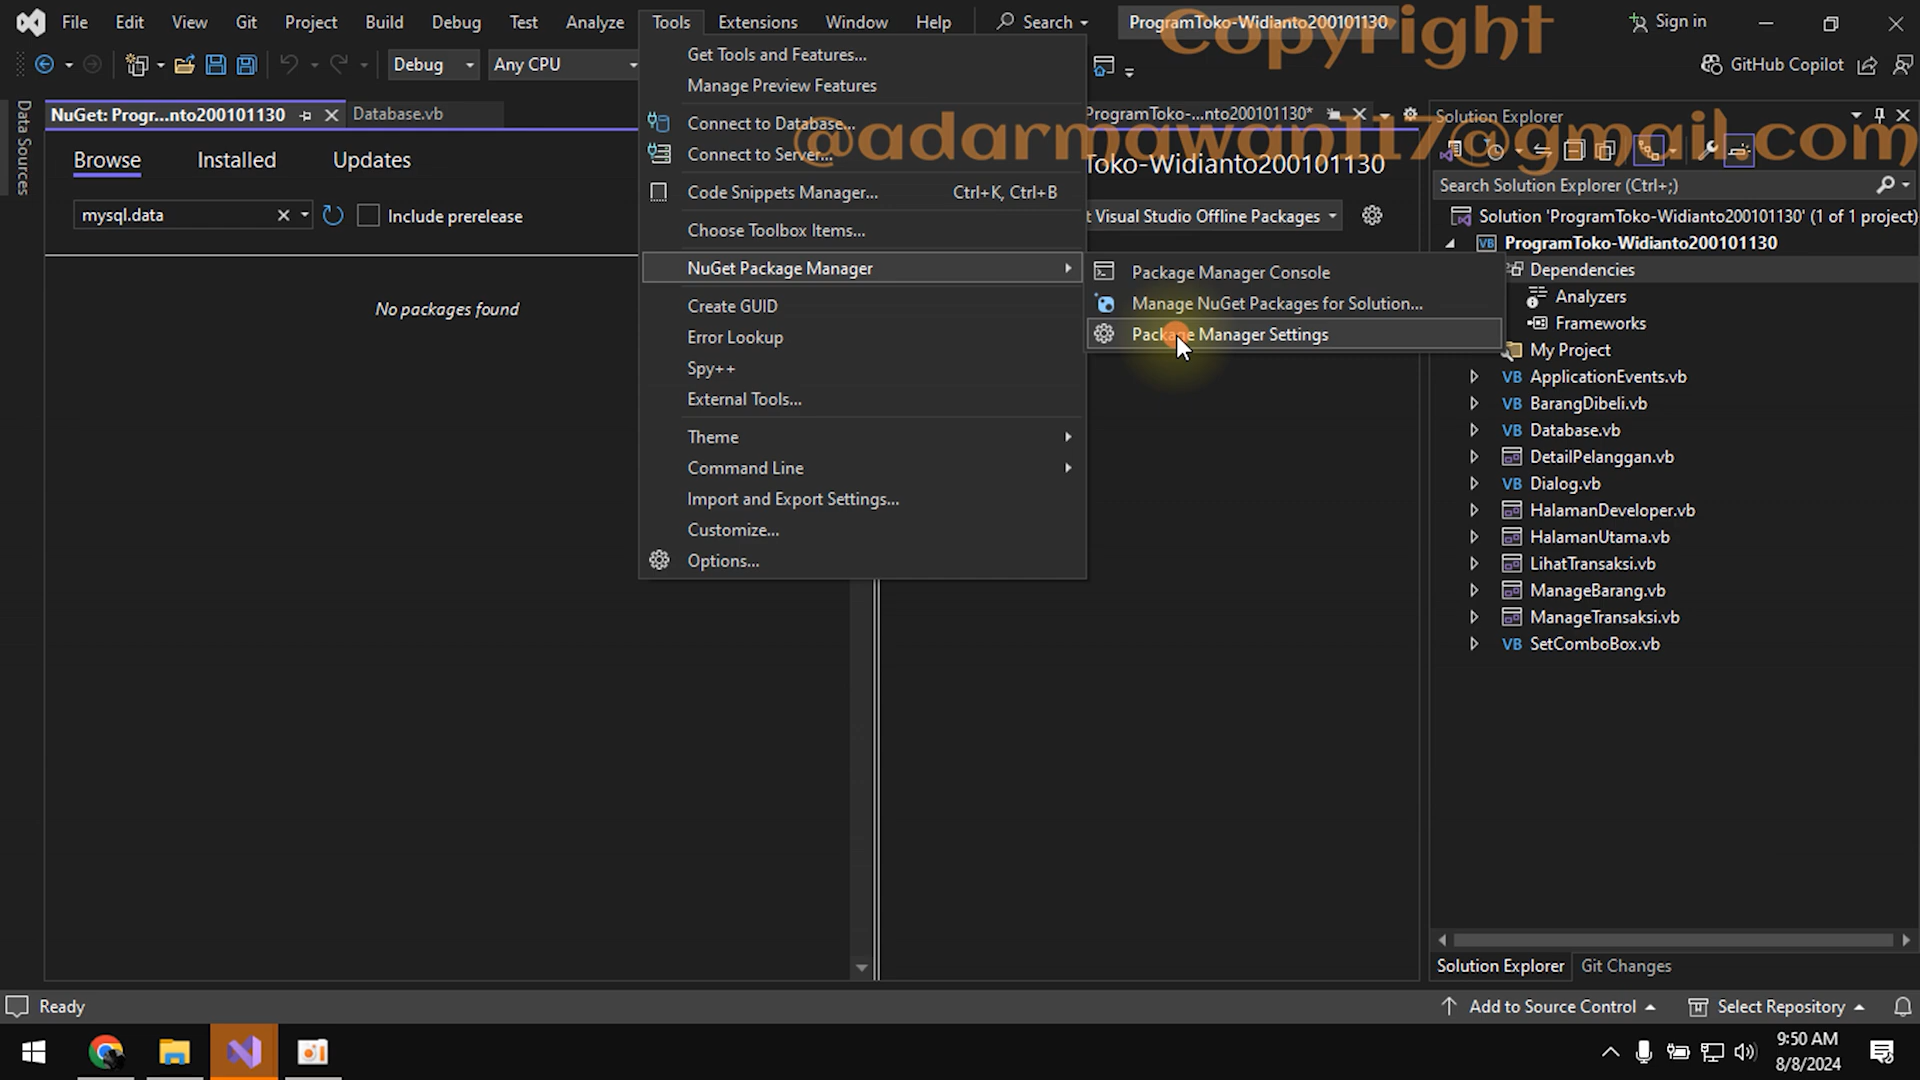 File Edit View Git Project Build Debug Test Analyze Tools Extensions Window Help Search ProgramToko-Widianto200101130 Sign in
Copyright
Debug Any CPU GitHub Copilot
@adarmawan117@gmail.com
Data Sources
NuGet: Progr...nto200101130 Database.vb
Browse Installed Updates
mysql.data Include prerelease
No packages found
Get Tools and Features...
Manage Preview Features
Connect to Database...
Connect to Server...
Code Snippets Manager... Ctrl+K, Ctrl+B
Choose Toolbox Items...
NuGet Package Manager
Create GUID
Error Lookup
Spy++
External Tools...
Theme
Command Line
Import and Export Settings...
Customize...
Options...
Package Manager Console
Manage NuGet Packages for Solution...
Package Manager Settings
ProgramToko-...nto200101130*
Toko-Widianto200101130
t Visual Studio Offline Packages
Solution Explorer
Search Solution Explorer (Ctrl+;)
Solution 'ProgramToko-Widianto200101130' (1 of 1 project)
VB ProgramToko-Widianto200101130
Dependencies
Analyzers
Frameworks
My Project
VB ApplicationEvents.vb
VB BarangDibeli.vb
VB Database.vb
DetailPelanggan.vb
VB Dialog.vb
HalamanDeveloper.vb
HalamanUtama.vb
LihatTransaksi.vb
ManageBarang.vb
ManageTransaksi.vb
VB SetComboBox.vb
Solution Explorer Git Changes
Ready Add to Source Control Select Repository
9:50 AM
8/8/2024